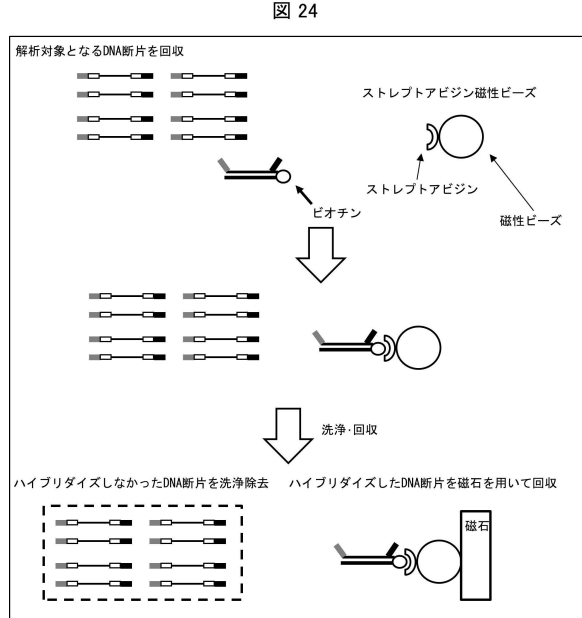 図 24
解析対象となるDNA断片を回収
ストレプトアビジン磁性ビーズ
ストレプトアビジン
ビオチン
磁性ビーズ
洗浄・回収
ハイブリダイズしなかったDNA断片を洗浄除去
ハイブリダイズしたDNA断片を磁石を用いて回収
磁石